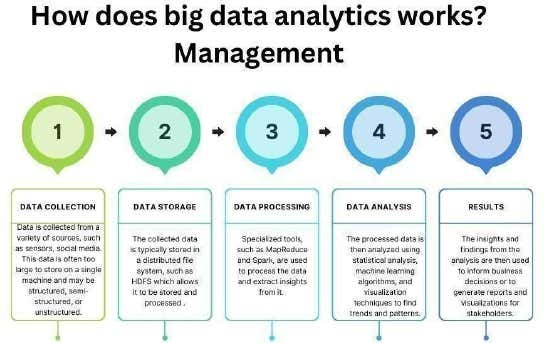 How does big data analytics works?
Management
1
2
3
4
5
DATA COLLECTION
Data is collected from a
variety of sources, such
as sensors, social media.
This data is often too
large to store on a single
machine and may be
structured, semi-
structured, or
unstructured.
DATA STORAGE
The collected data
is typically stored in
a distributed file
system, such as
HDFS which allows
it to be stored and
processed .
DATA PROCESSING
Specialized tools,
such as MapReduce
and Spark, are used
to process the data
and extract insights
from it.
DATA ANALYSIS
The processed data is
then analyzed using
statistical analysis,
machine learning
algorithms, and
visualization
techniques to find
trends and patterns.
RESULTS
The insights and
findings from the
analysis are then used
to inform business
decisions or to
generate reports and
visualizations for
stakeholders.